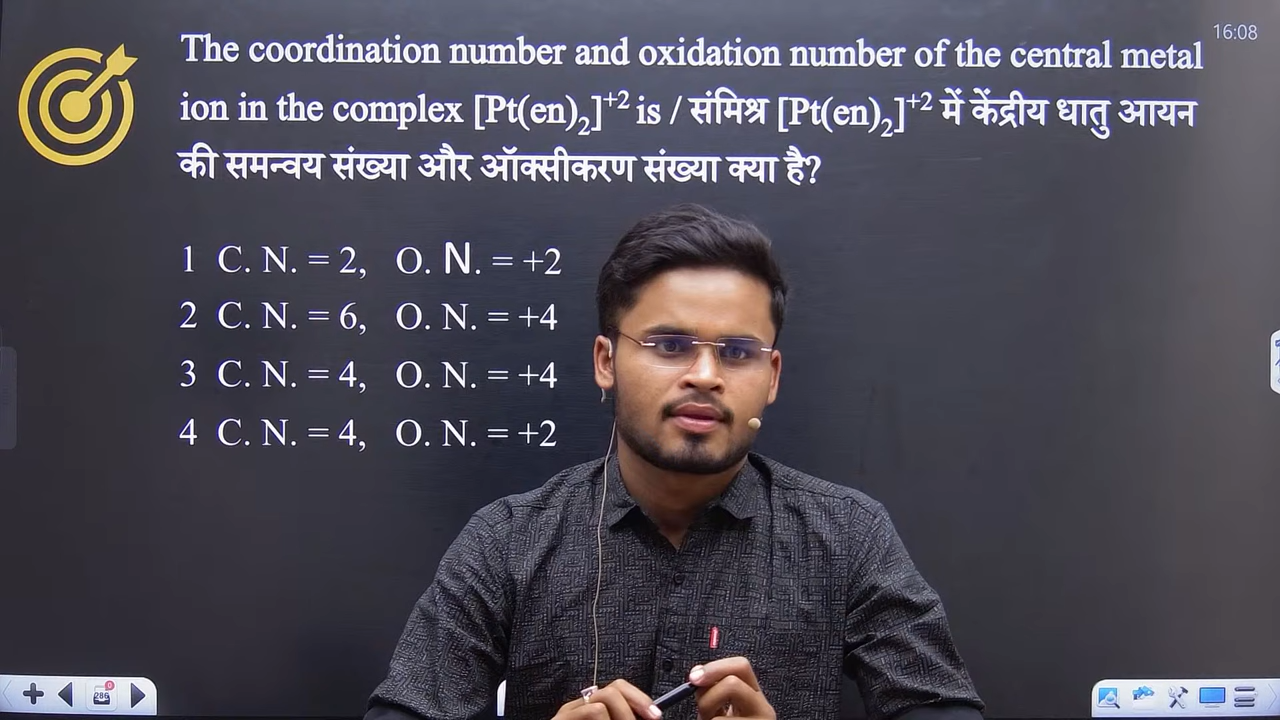 16:08
The coordination number and oxidation number of the central metal
ion in the complex [Pt(en)₂]⁺² is / संमिश्र [Pt(en)₂]⁺² में केंद्रीय धातु आयन
की समन्वय संख्या और ऑक्सीकरण संख्या क्या है?
1 C. N. = 2, O. N. = +2
2 C. N. = 6, O. N. = +4
3 C. N. = 4, O. N. = +4
4 C. N. = 4, O. N. = +2
286